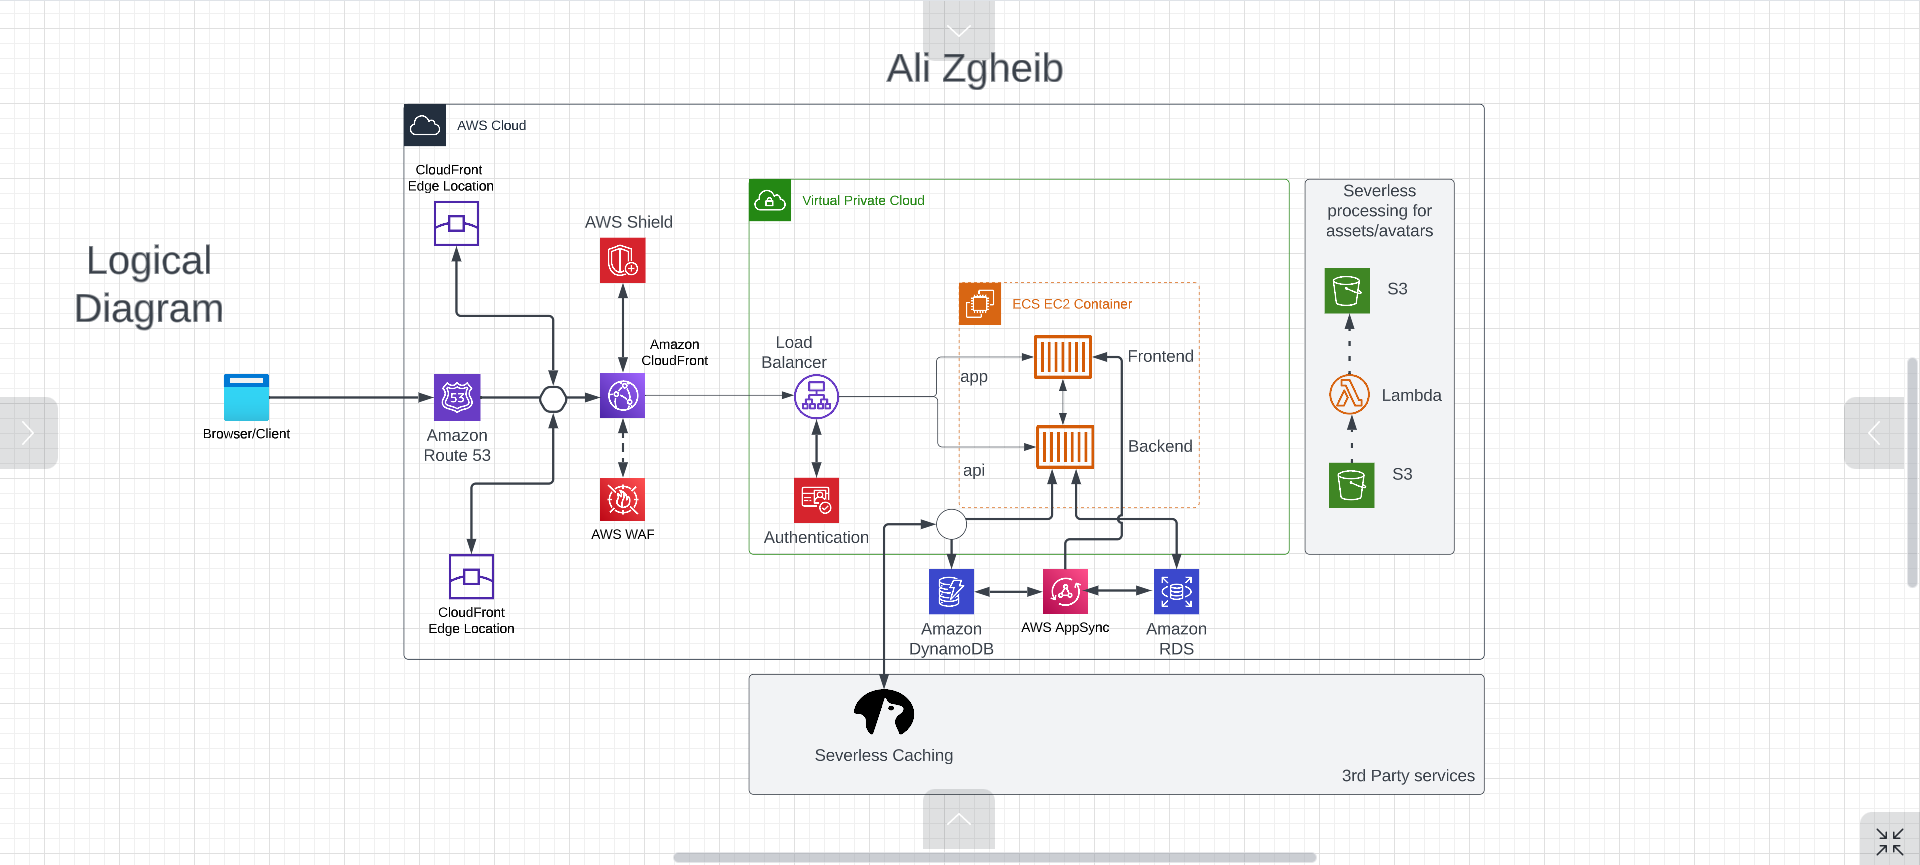 Ali Zgheib
AWS Cloud
CloudFront
Edge Location
Virtual Private Cloud
Severless
processing for
assets/avatars
AWS Shield
Logical
Diagram
S3
ECS EC2 Container
Amazon
CloudFront
Load
Balancer
Frontend
app
53
Lambda
Browser/Client
Amazon
Route 53
Backend
api
S3
AWS WAF
Authentication
CloudFront
Edge Location
Amazon
DynamoDB
AWS AppSync
Amazon
RDS
Severless Caching
3rd Party services